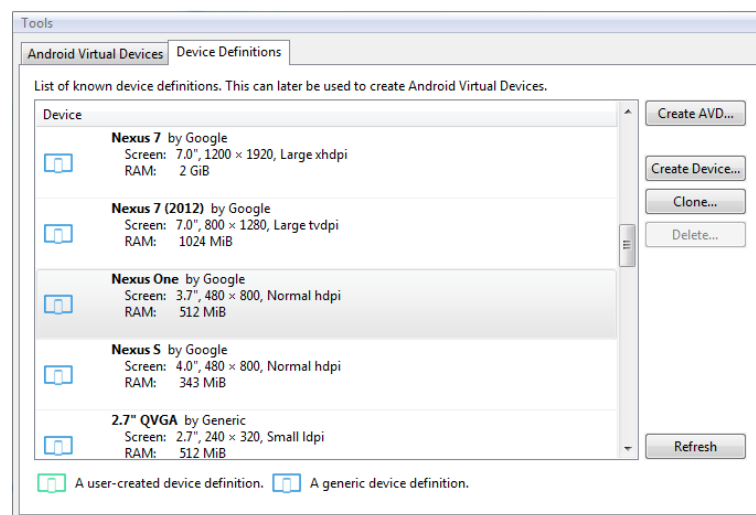 Tools
Android Virtual Devices
Device Definitions
List of known device definitions. This can later be used to create Android Virtual Devices.
Device
Create AVD...
Nexus 7 by Google
Screen: 7.0", 1200 × 1920, Large xhdpi
RAM: 2 GiB
Create Device...
Clone...
Nexus 7 (2012) by Google
Screen: 7.0", 800 × 1280, Large tvdpi
RAM: 1024 MiB
Delete...
Nexus One by Google
Screen: 3.7", 480 × 800, Normal hdpi
RAM: 512 MiB
Nexus S by Google
Screen: 4.0", 480 × 800, Normal hdpi
RAM: 343 MiB
2.7" QVGA by Generic
Screen: 2.7", 240 × 320, Small ldpi
RAM: 512 MiB
Refresh
A user-created device definition.
A generic device definition.